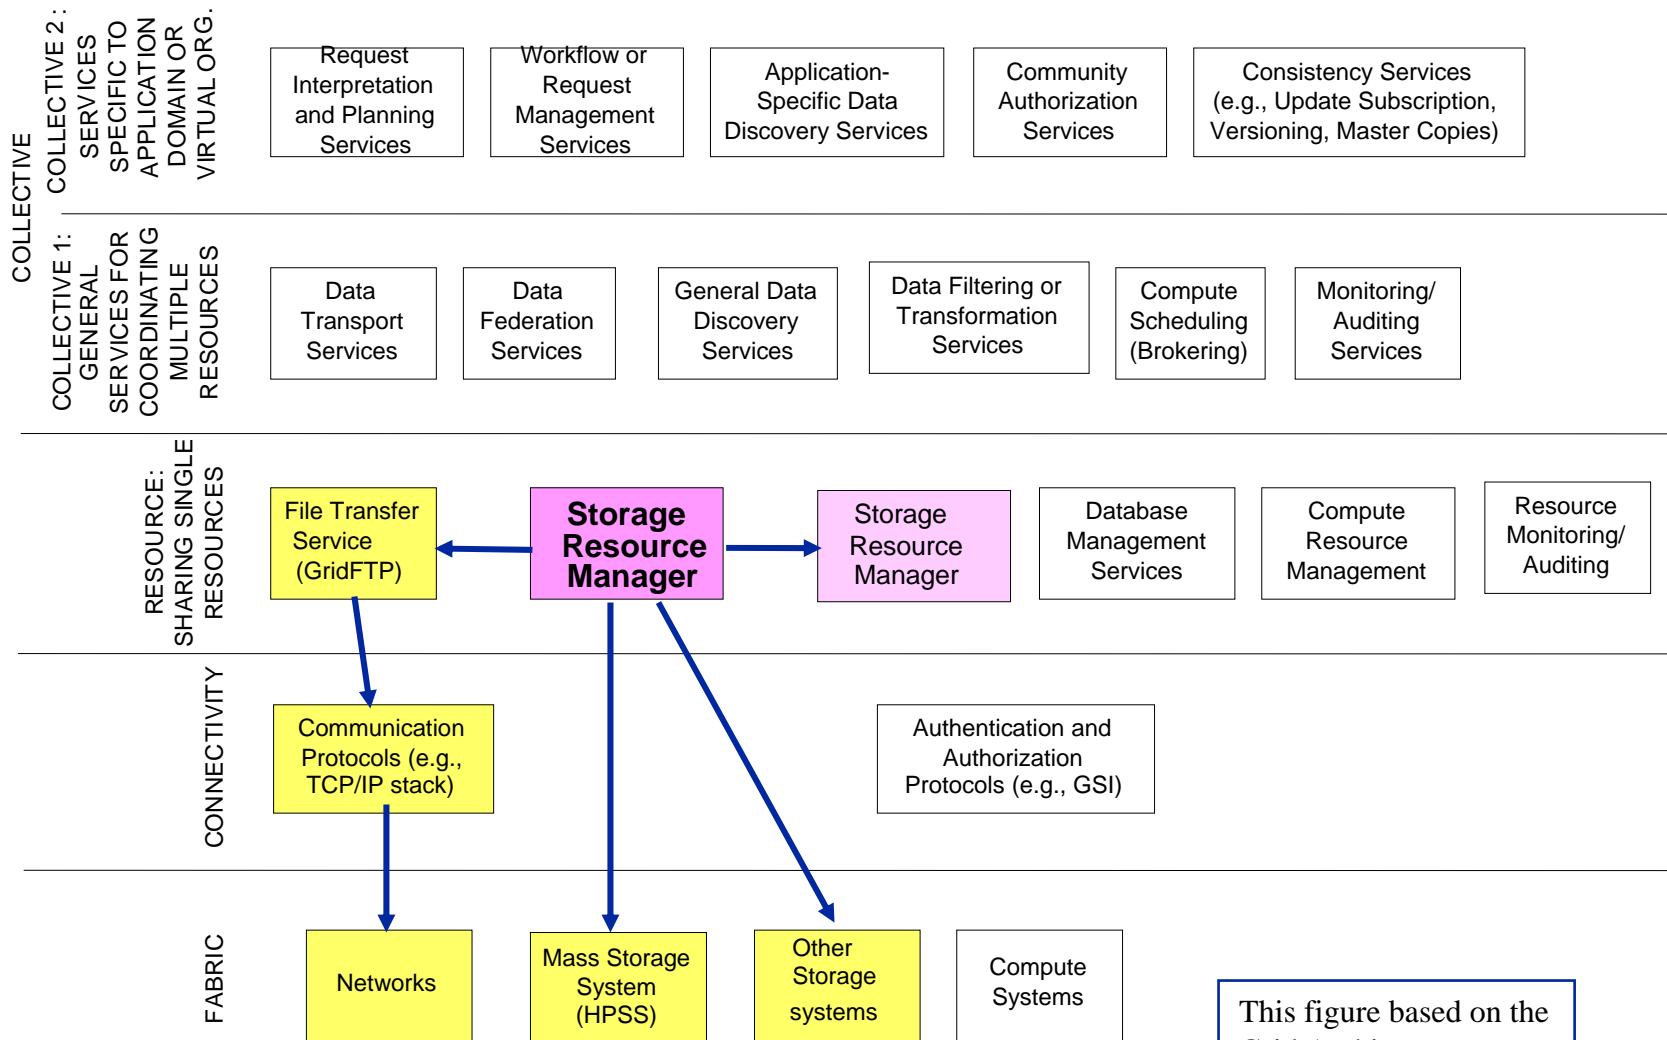 COLLECTIVE
COLLECTIVE 2 :
SERVICES
SPECIFIC TO
APPLICATION
DOMAIN OR
VIRTUAL ORG.
Request
Interpretation
and Planning
Services
Workflow or
Request
Management
Services
Application-
Specific Data
Discovery Services
Community
Authorization
Services
Consistency Services
(e.g., Update Subscription,
Versioning, Master Copies)
COLLECTIVE 1:
GENERAL
SERVICES FOR
COORDINATING
MULTIPLE
RESOURCES
Data
Transport
Services
Data
Federation
Services
General Data
Discovery
Services
Data Filtering or
Transformation
Services
Compute
Scheduling
(Brokering)
Monitoring/
Auditing
Services
RESOURCE:
SHARING SINGLE
RESOURCES
File Transfer
Service
(GridFTP)
Storage
Resource
Manager
Storage
Resource
Manager
Database
Management
Services
Compute
Resource
Management
Resource
Monitoring/
Auditing
CONNECTIVITY
Communication
Protocols (e.g.,
TCP/IP stack)
Authentication and
Authorization
Protocols (e.g., GSI)
FABRIC
Networks
Mass Storage
System
(HPSS)
Other
Storage
systems
Compute
Systems
This figure based on the